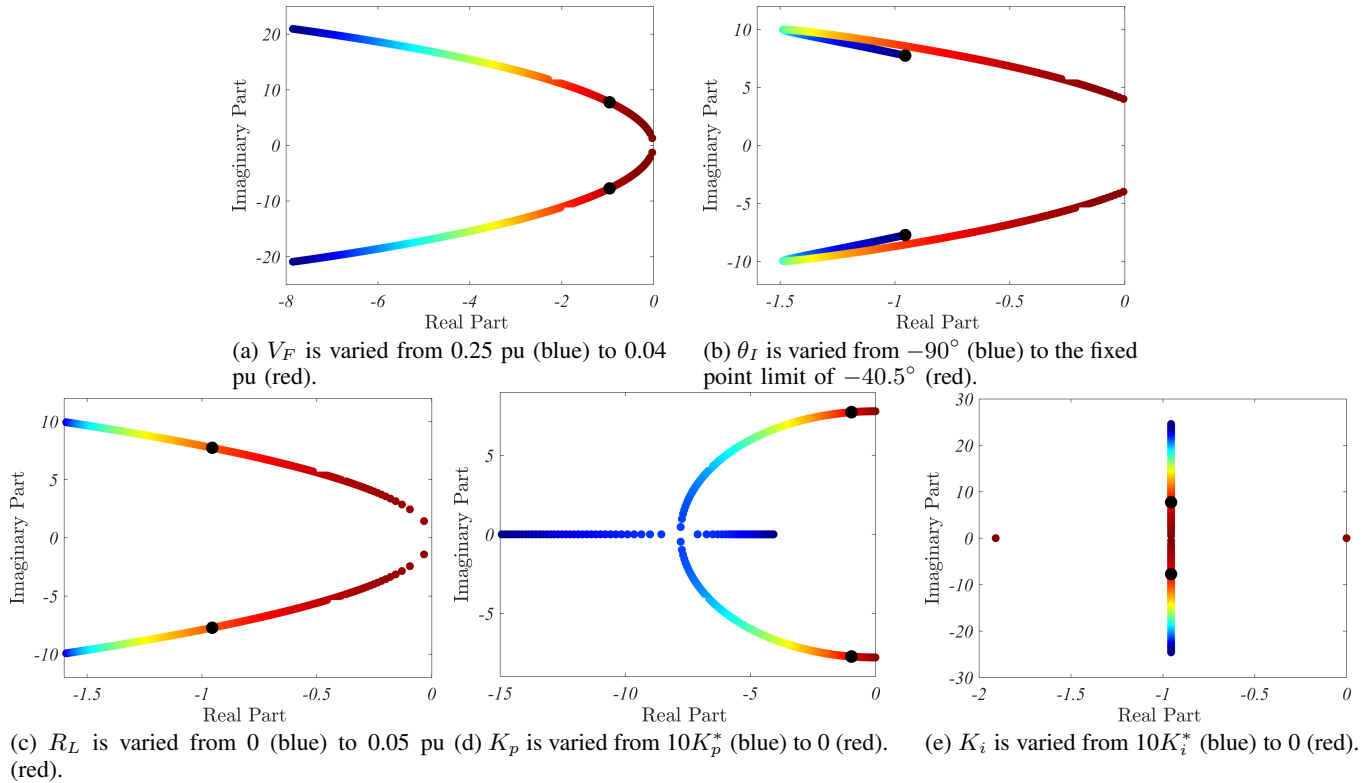 20
10
0
-10
-20
Imaginary Part
-8
-6
-4
-2
0
Real Part
(a) $V_F$ is varied from 0.25 pu (blue) to 0.04
pu (red).
10
5
0
-5
-10
Imaginary Part
-1.5
-1
-0.5
0
Real Part
(b) $\theta_I$ is varied from −90° (blue) to the fixed
point limit of −40.5° (red).
10
5
0
-5
-10
Imaginary Part
-1.5
-1
-0.5
0
Real Part
(c) $R_L$ is varied from 0 (blue) to 0.05 pu
(red).
5
0
-5
Imaginary Part
-15
-10
-5
0
Real Part
(d) $K_p$ is varied from $10K_p^*$ (blue) to 0 (red).
30
20
10
0
-10
-20
-30
Imaginary Part
-2
-1.5
-1
-0.5
0
Real Part
(e) $K_i$ is varied from $10K_i^*$ (blue) to 0 (red).